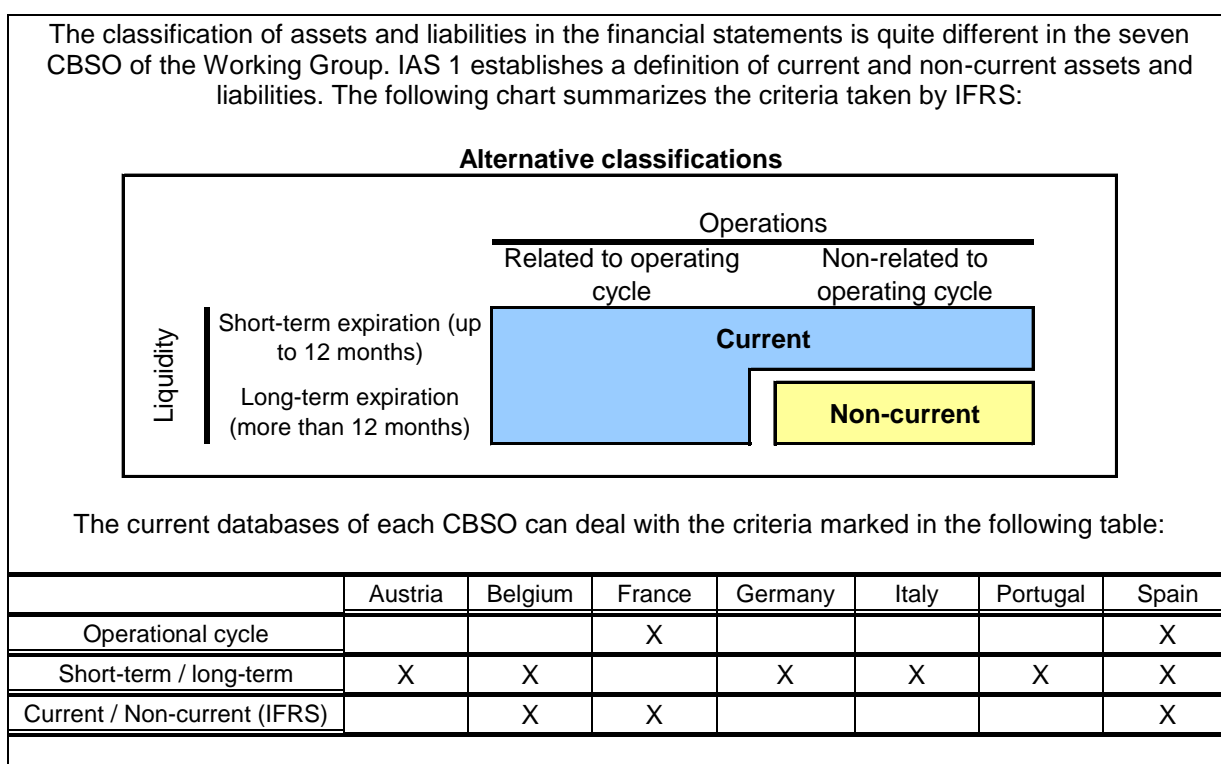 The classification of assets and liabilities in the financial statements is quite different in the seven
CBSO of the Working Group. IAS 1 establishes a definition of current and non-current assets and
liabilities. The following chart summarizes the criteria taken by IFRS:
Alternative classifications
Operations
Related to operating cycle
Non-related to operating cycle
Liquidity
Short-term expiration (up
to 12 months)
Current
Long-term expiration
(more than 12 months)
Non-current
The current databases of each CBSO can deal with the criteria marked in the following table:
Austria Belgium France Germany Italy Portugal Spain
Operational cycle X X
Short-term / long-term X X X X X X
Current / Non-current (IFRS) X X X